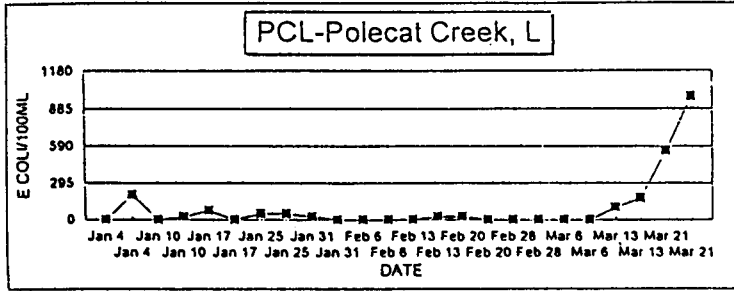 PCL-Polecat Creek, L
1180
885
590
295
0
E COLI/100ML
Jan 4 Jan 10 Jan 17 Jan 25 Jan 31 Feb 6 Feb 13 Feb 20 Feb 28 Mar 6 Mar 13 Mar 21
Jan 4 Jan 10 Jan 17 Jan 25 Jan 31 Feb 6 Feb 13 Feb 20 Feb 28 Mar 6 Mar 13 Mar 21
DATE